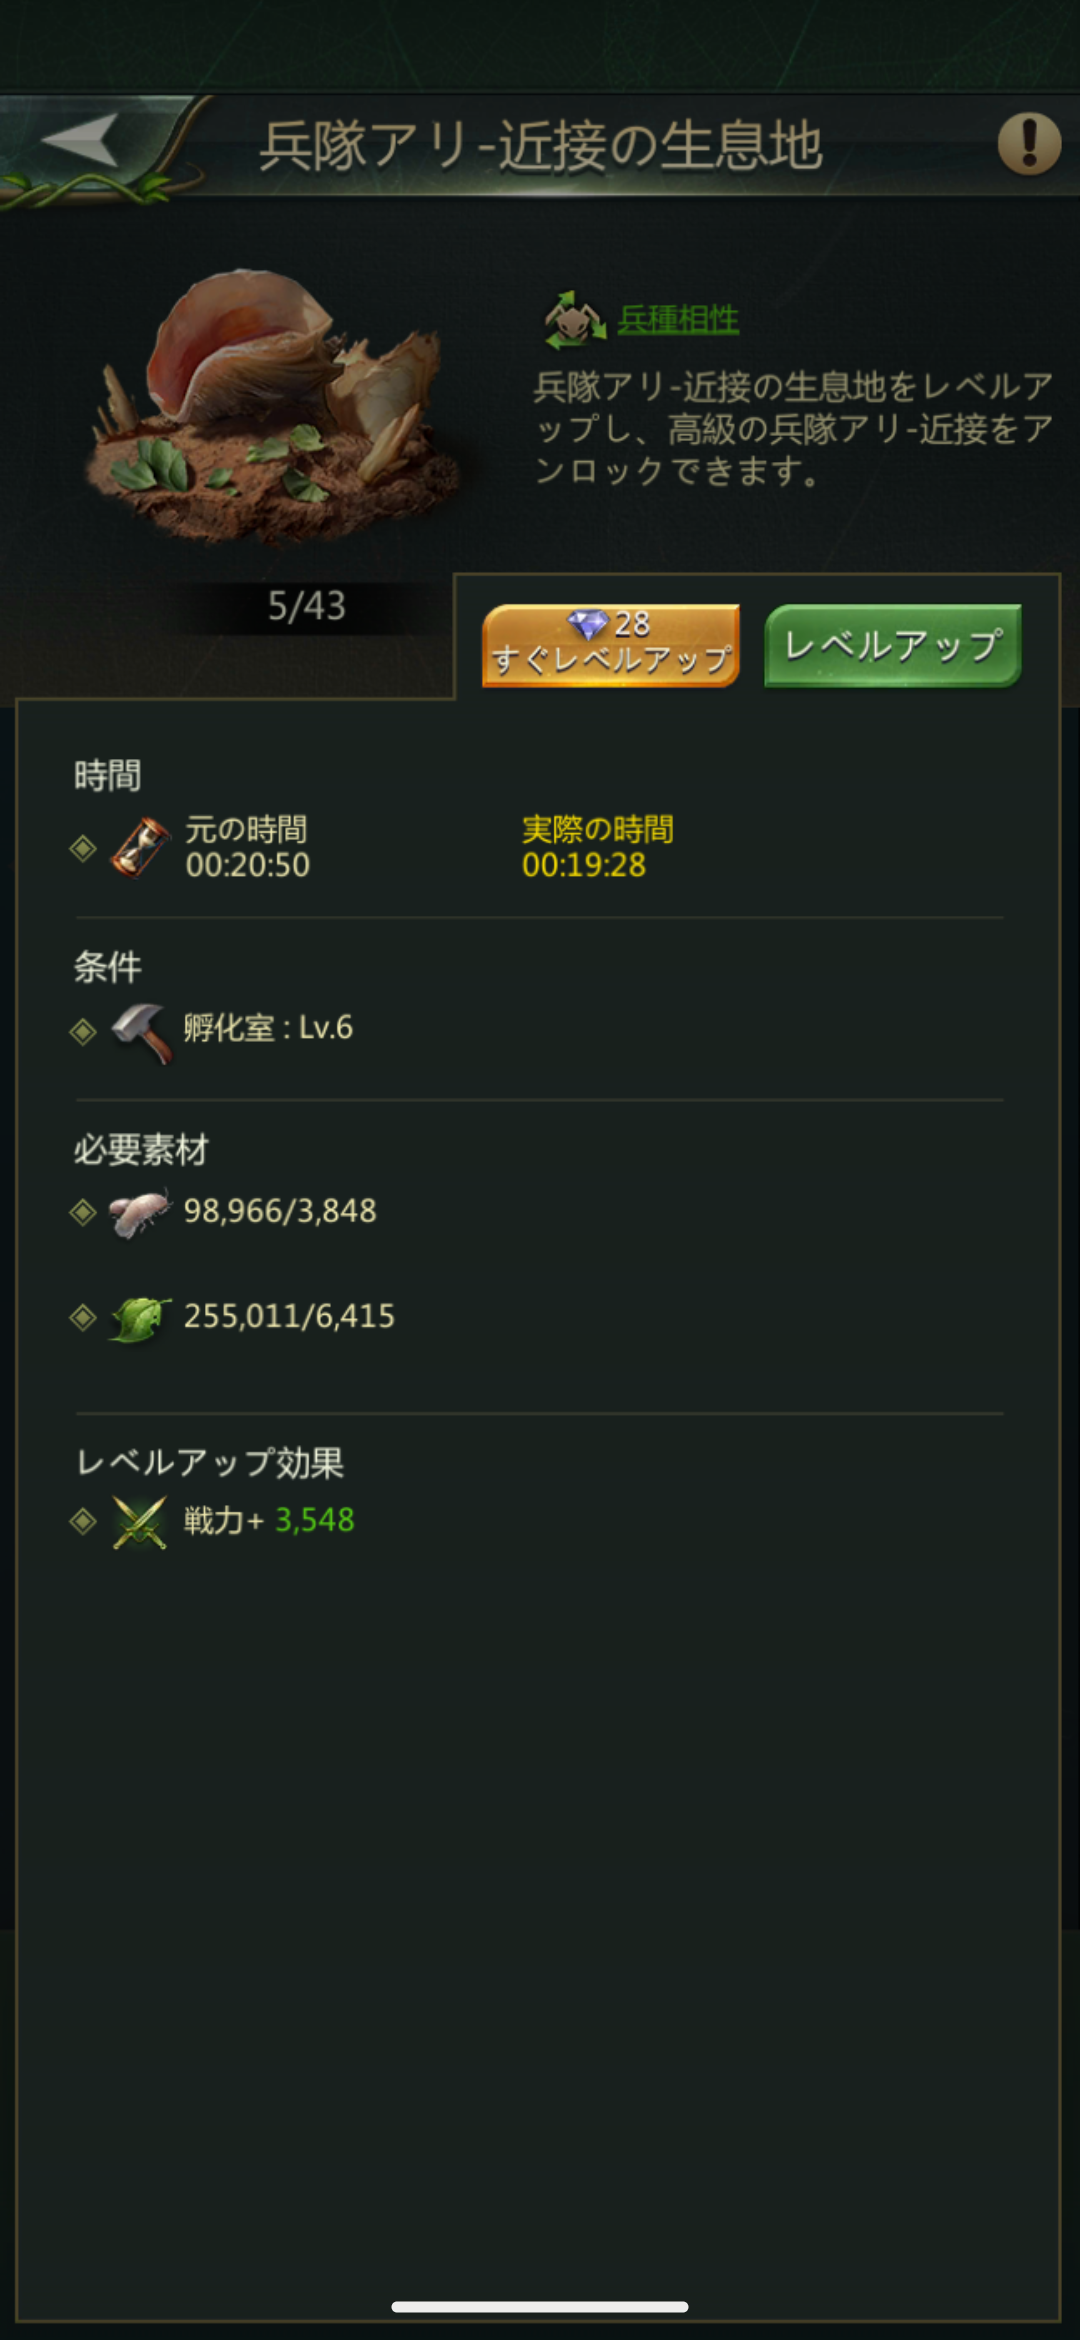 兵隊アリ-近接の生息地
兵種相性
兵隊アリ-近接の生息地をレベルア
ップし、高級の兵隊アリ-近接をア
ンロックできます。
5/43
28
すぐレベルアップ
レベルアップ
時間
元の時間
00:20:50
実際の時間
00:19:28
条件
孵化室 : Lv.6
必要素材
98,966/3,848
255,011/6,415
レベルアップ効果
戦力+ 3,548